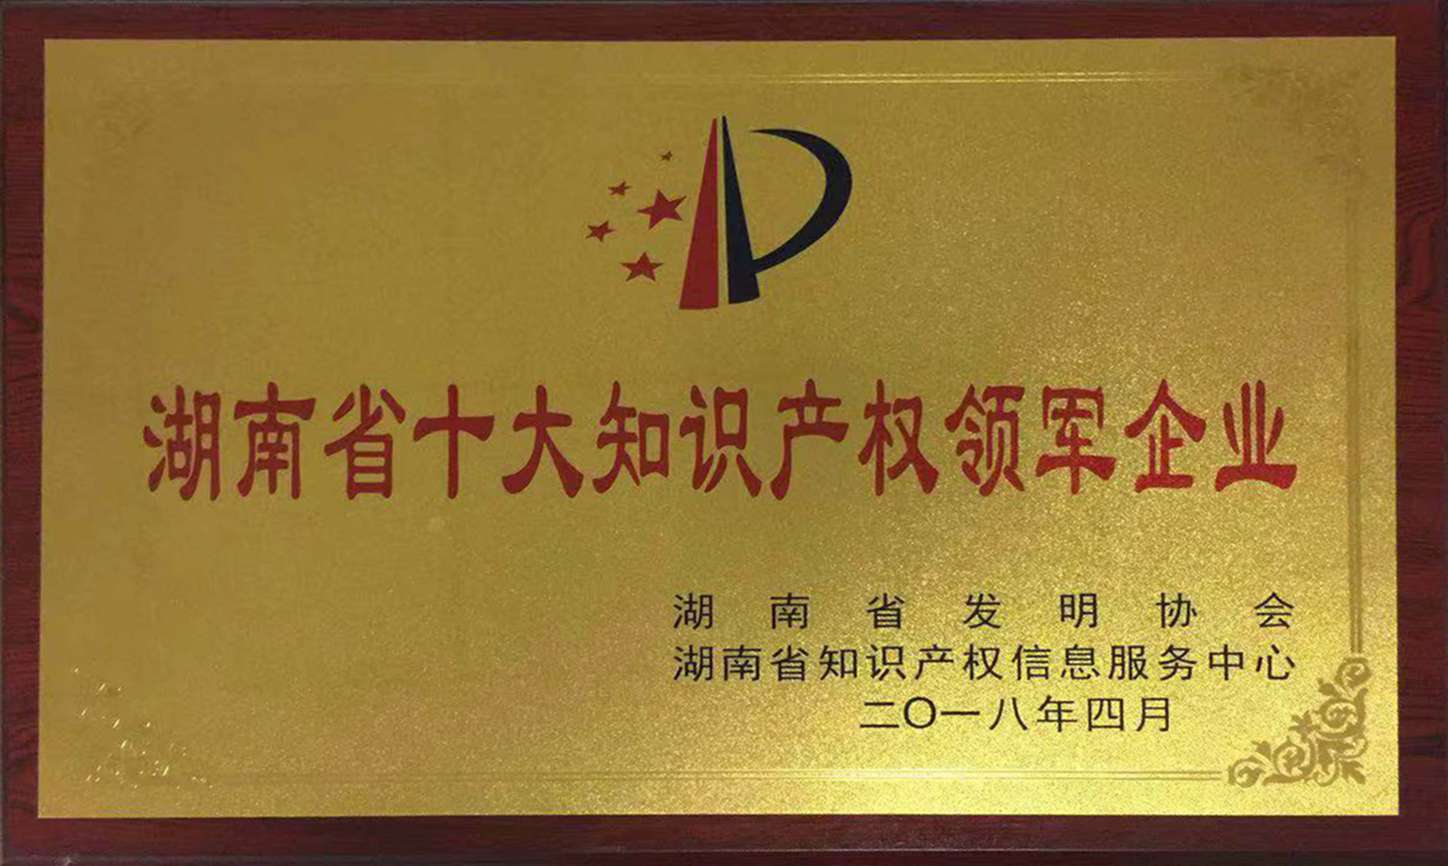 湖南省十大知识产权领军企业
湖南省发明协会
湖南省知识产权信息服务中心
二〇一八年四月